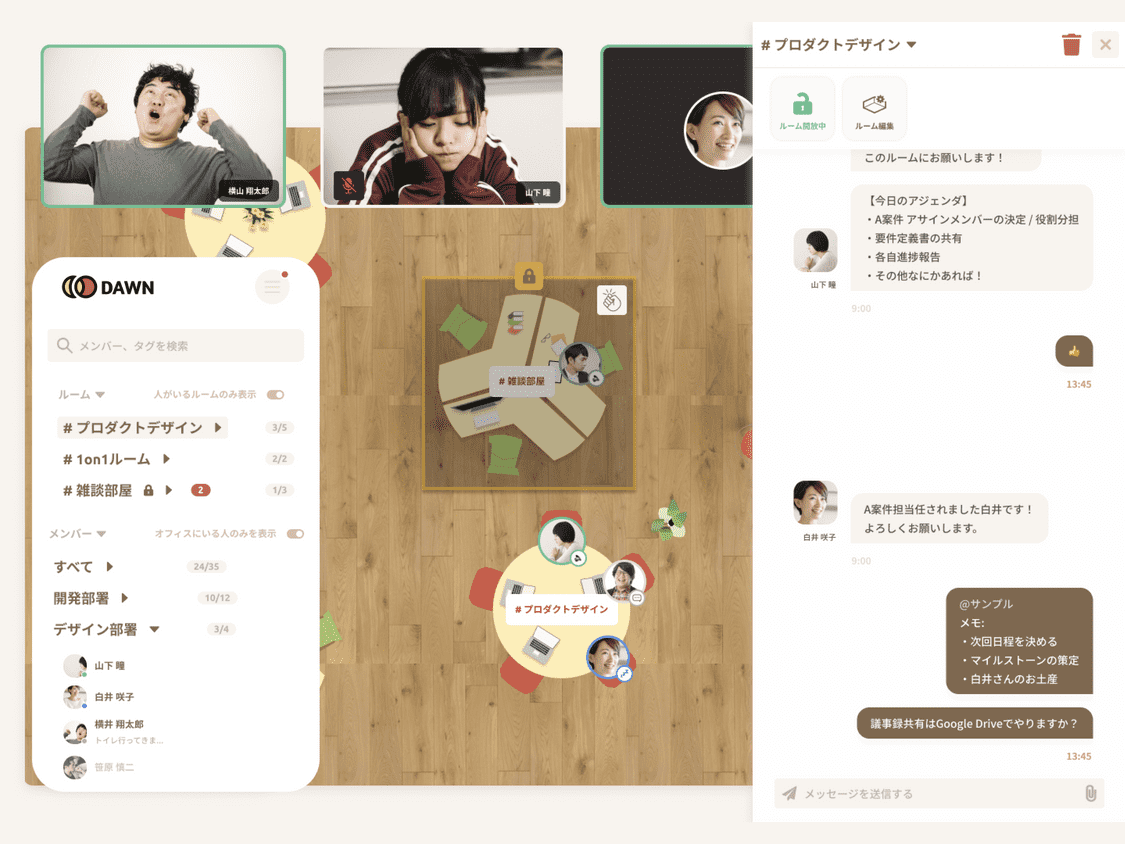 横山 翔太郎
山下 瞳
DAWN
メンバー、タグを検索
ルーム
人がいるルームのみ表示
# プロダクトデザイン
3/5
# 1on1ルーム
2/2
# 雑談部屋
2
1/3
メンバー
オフィスにいる人のみを表示
すべて
24/35
開発部署
10/12
デザイン部署
3/4
山下 瞳
白井 咲子
横井 翔太郎
トイレ行ってきま...
笹原 慎二
# 雑談部屋
# プロダクトデザイン
# プロダクトデザイン
ルーム開放中
ルーム編集
このルームにお願いします！
【今日のアジェンダ】
・A案件 アサインメンバーの決定 / 役割分担
・要件定義書の共有
・各自進捗報告
・その他なにかあれば！
山下 瞳
9:00
👍
13:45
A案件担当任されました白井です！
よろしくお願いします。
白井 咲子
9:00
@サンプル
メモ:
・次回日程を決める
・マイルストーンの策定
・白井さんのお土産
議事録共有はGoogle Driveでやりますか？
13:45
メッセージを送信する